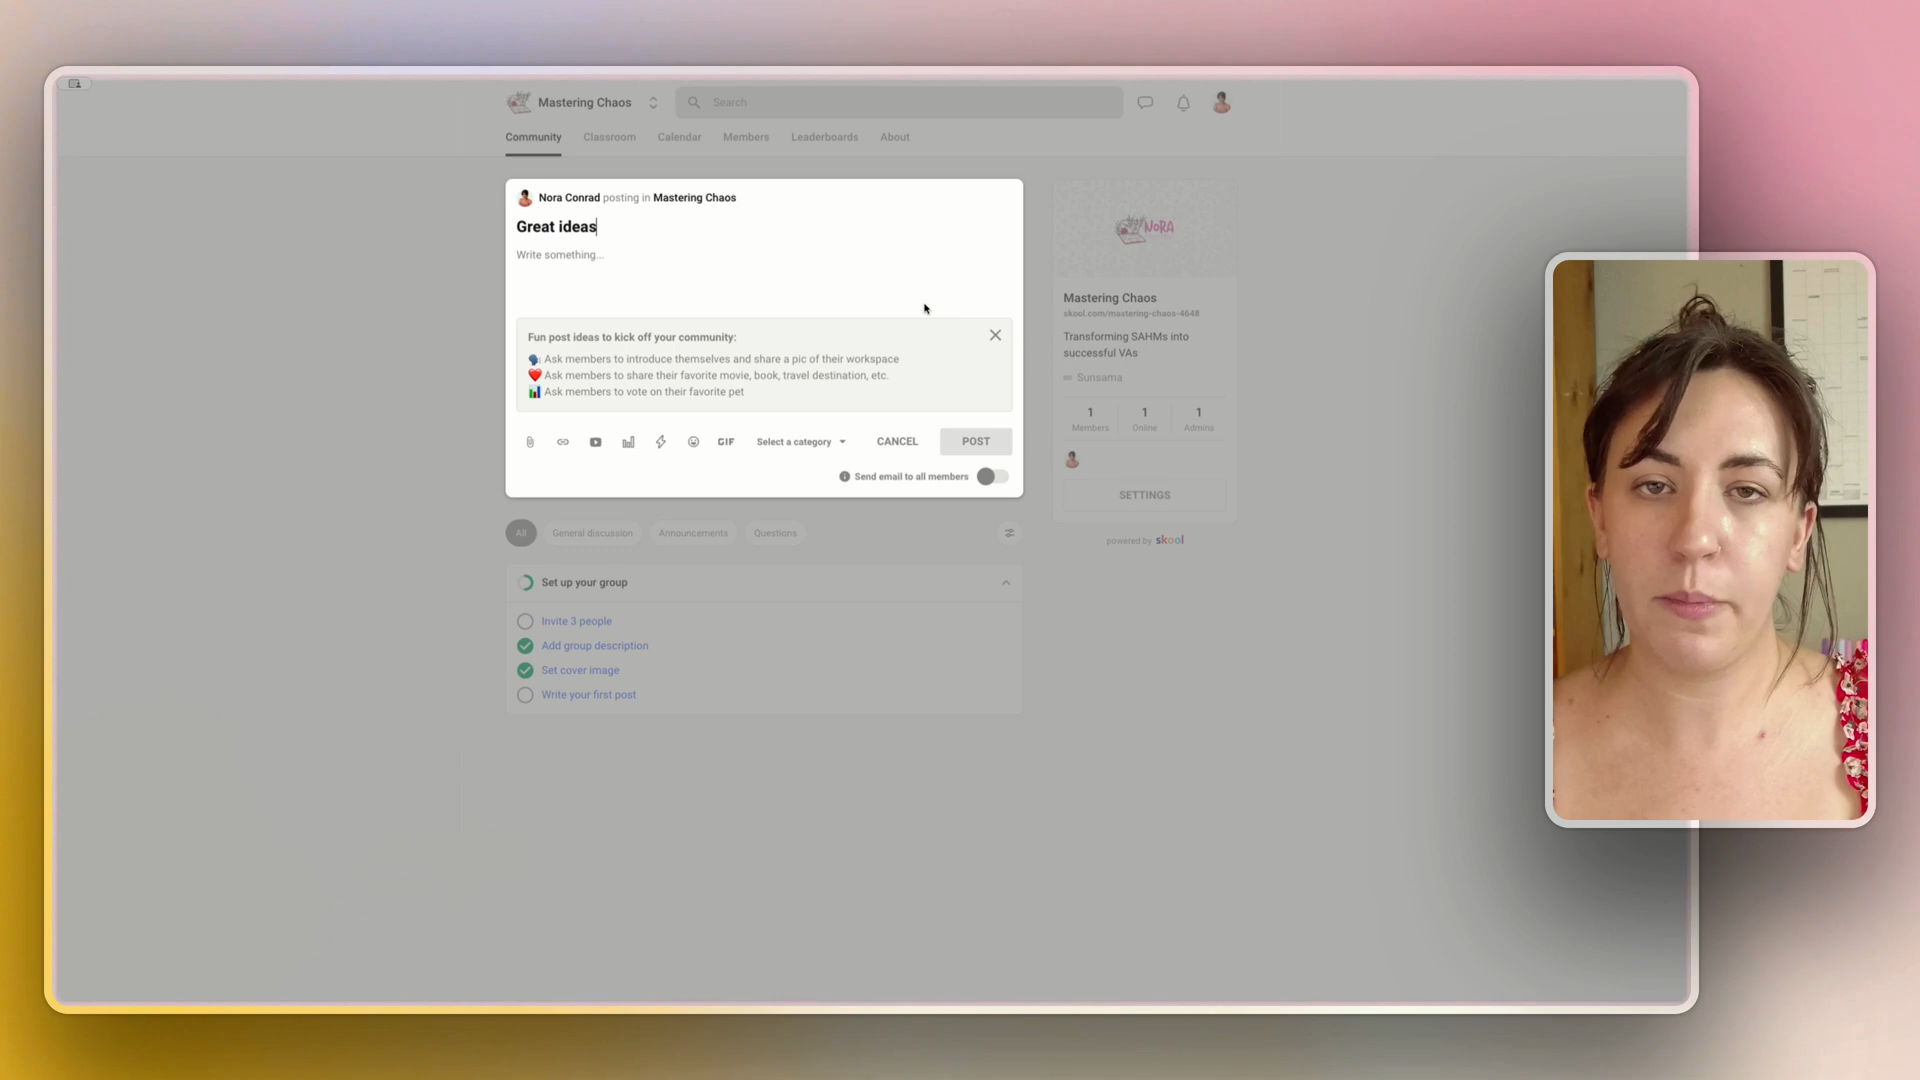 Mastering Chaos
Search
Community Classroom Calendar Members Leaderboards About
Nora Conrad posting in Mastering Chaos
Great ideas
Write something...
Fun post ideas to kick off your community:
Ask members to introduce themselves and share a pic of their workspace
Ask members to share their favorite movie, book, travel destination, etc.
Ask members to vote on their favorite pet
GIF Select a category CANCEL POST
Send email to all members
All General discussion Announcements Questions
Set up your group
Invite 3 people
Add group description
Set cover image
Write your first post
NORA
Mastering Chaos
skool.com/mastering-chaos-4648
Transforming SAHMs into
successful VAs
Sunsama
1 1 1
Members Online Admins
SETTINGS
powered by skool